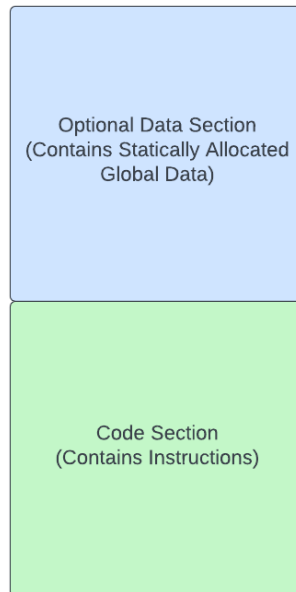 Optional Data Section
(Contains Statically Allocated
Global Data)
Code Section
(Contains Instructions)